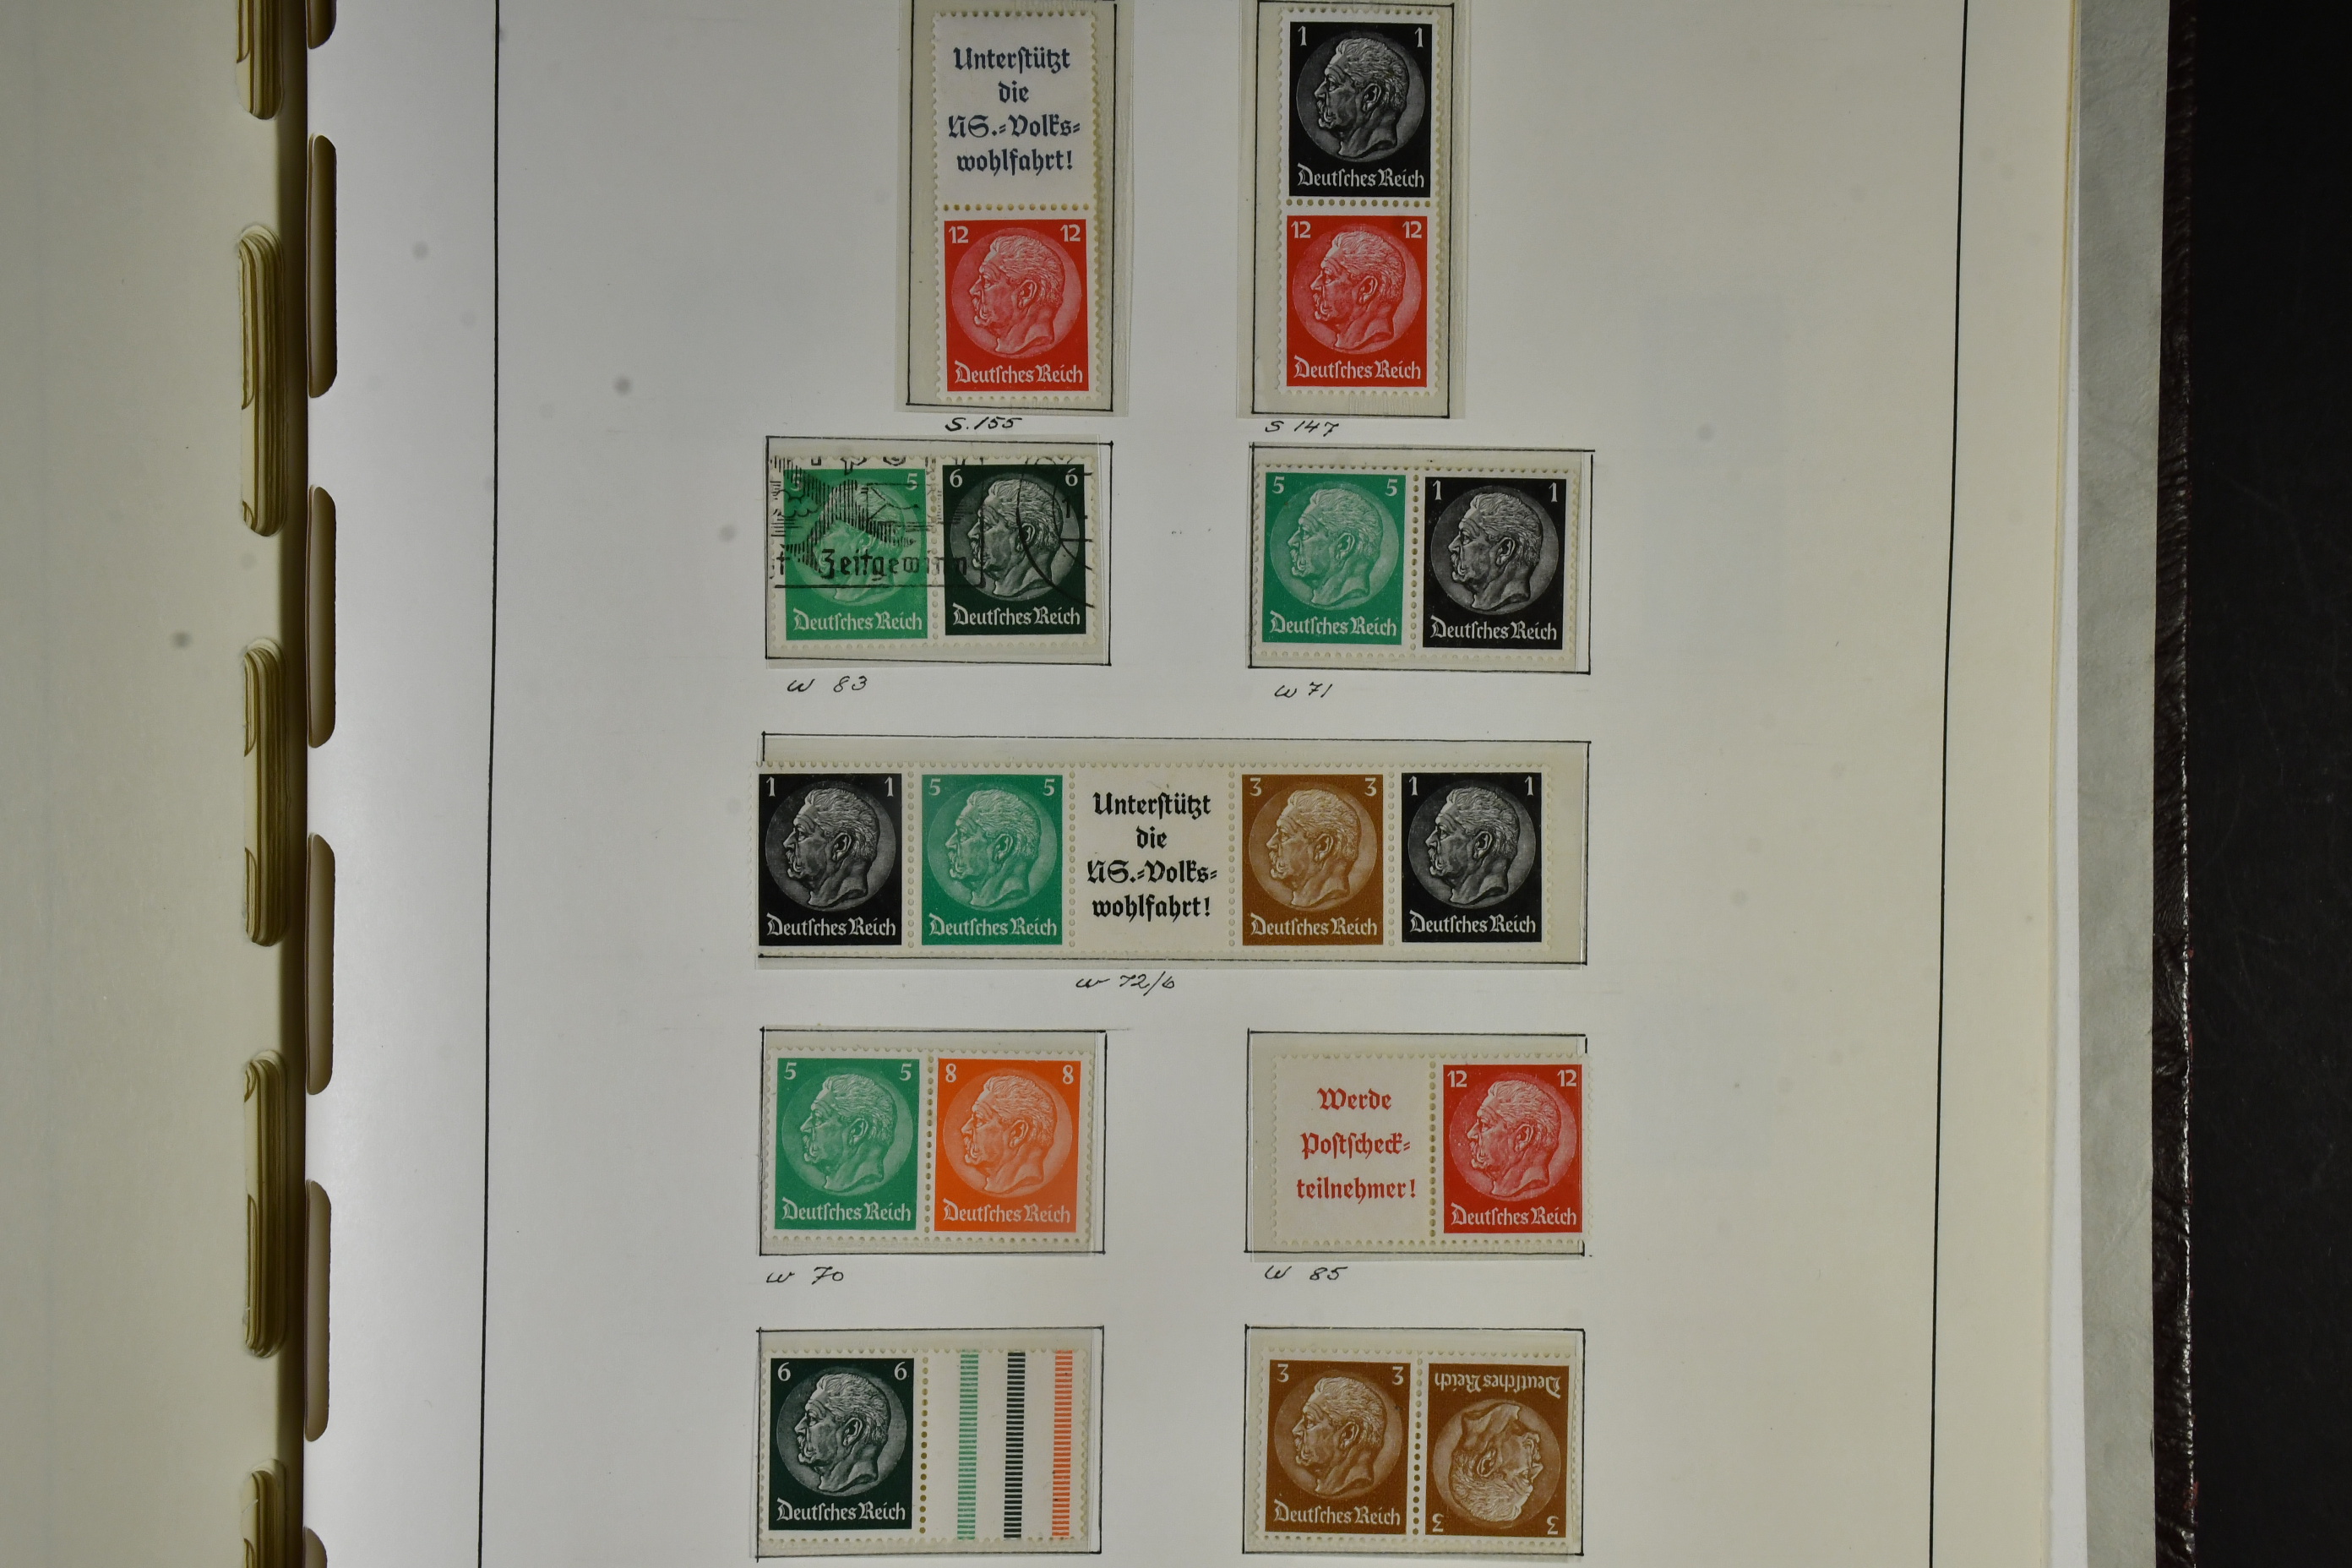 Unterstützt
die
NS.-Volks-
wohlfahrt!
12 12
Deutsches Reich
S.155
1 1
Deutsches Reich
12 12
Deutsches Reich
S 147
5 5
Zeitgewinn
Deutsches Reich
6 6
Deutsches Reich
W 83
5 5
Deutsches Reich
1 1
Deutsches Reich
W 71
1 1
Deutsches Reich
5 5
Deutsches Reich
Unterstützt
die
NS.-Volks-
wohlfahrt!
3 3
Deutsches Reich
1 1
Deutsches Reich
W 72/6
5 5
Deutsches Reich
8 8
Deutsches Reich
W 70
Werde
Postscheck-
teilnehmer!
12 12
Deutsches Reich
W 85
6 6
Deutsches Reich
3 3
Deutsches Reich
3 3
Deutsches Reich